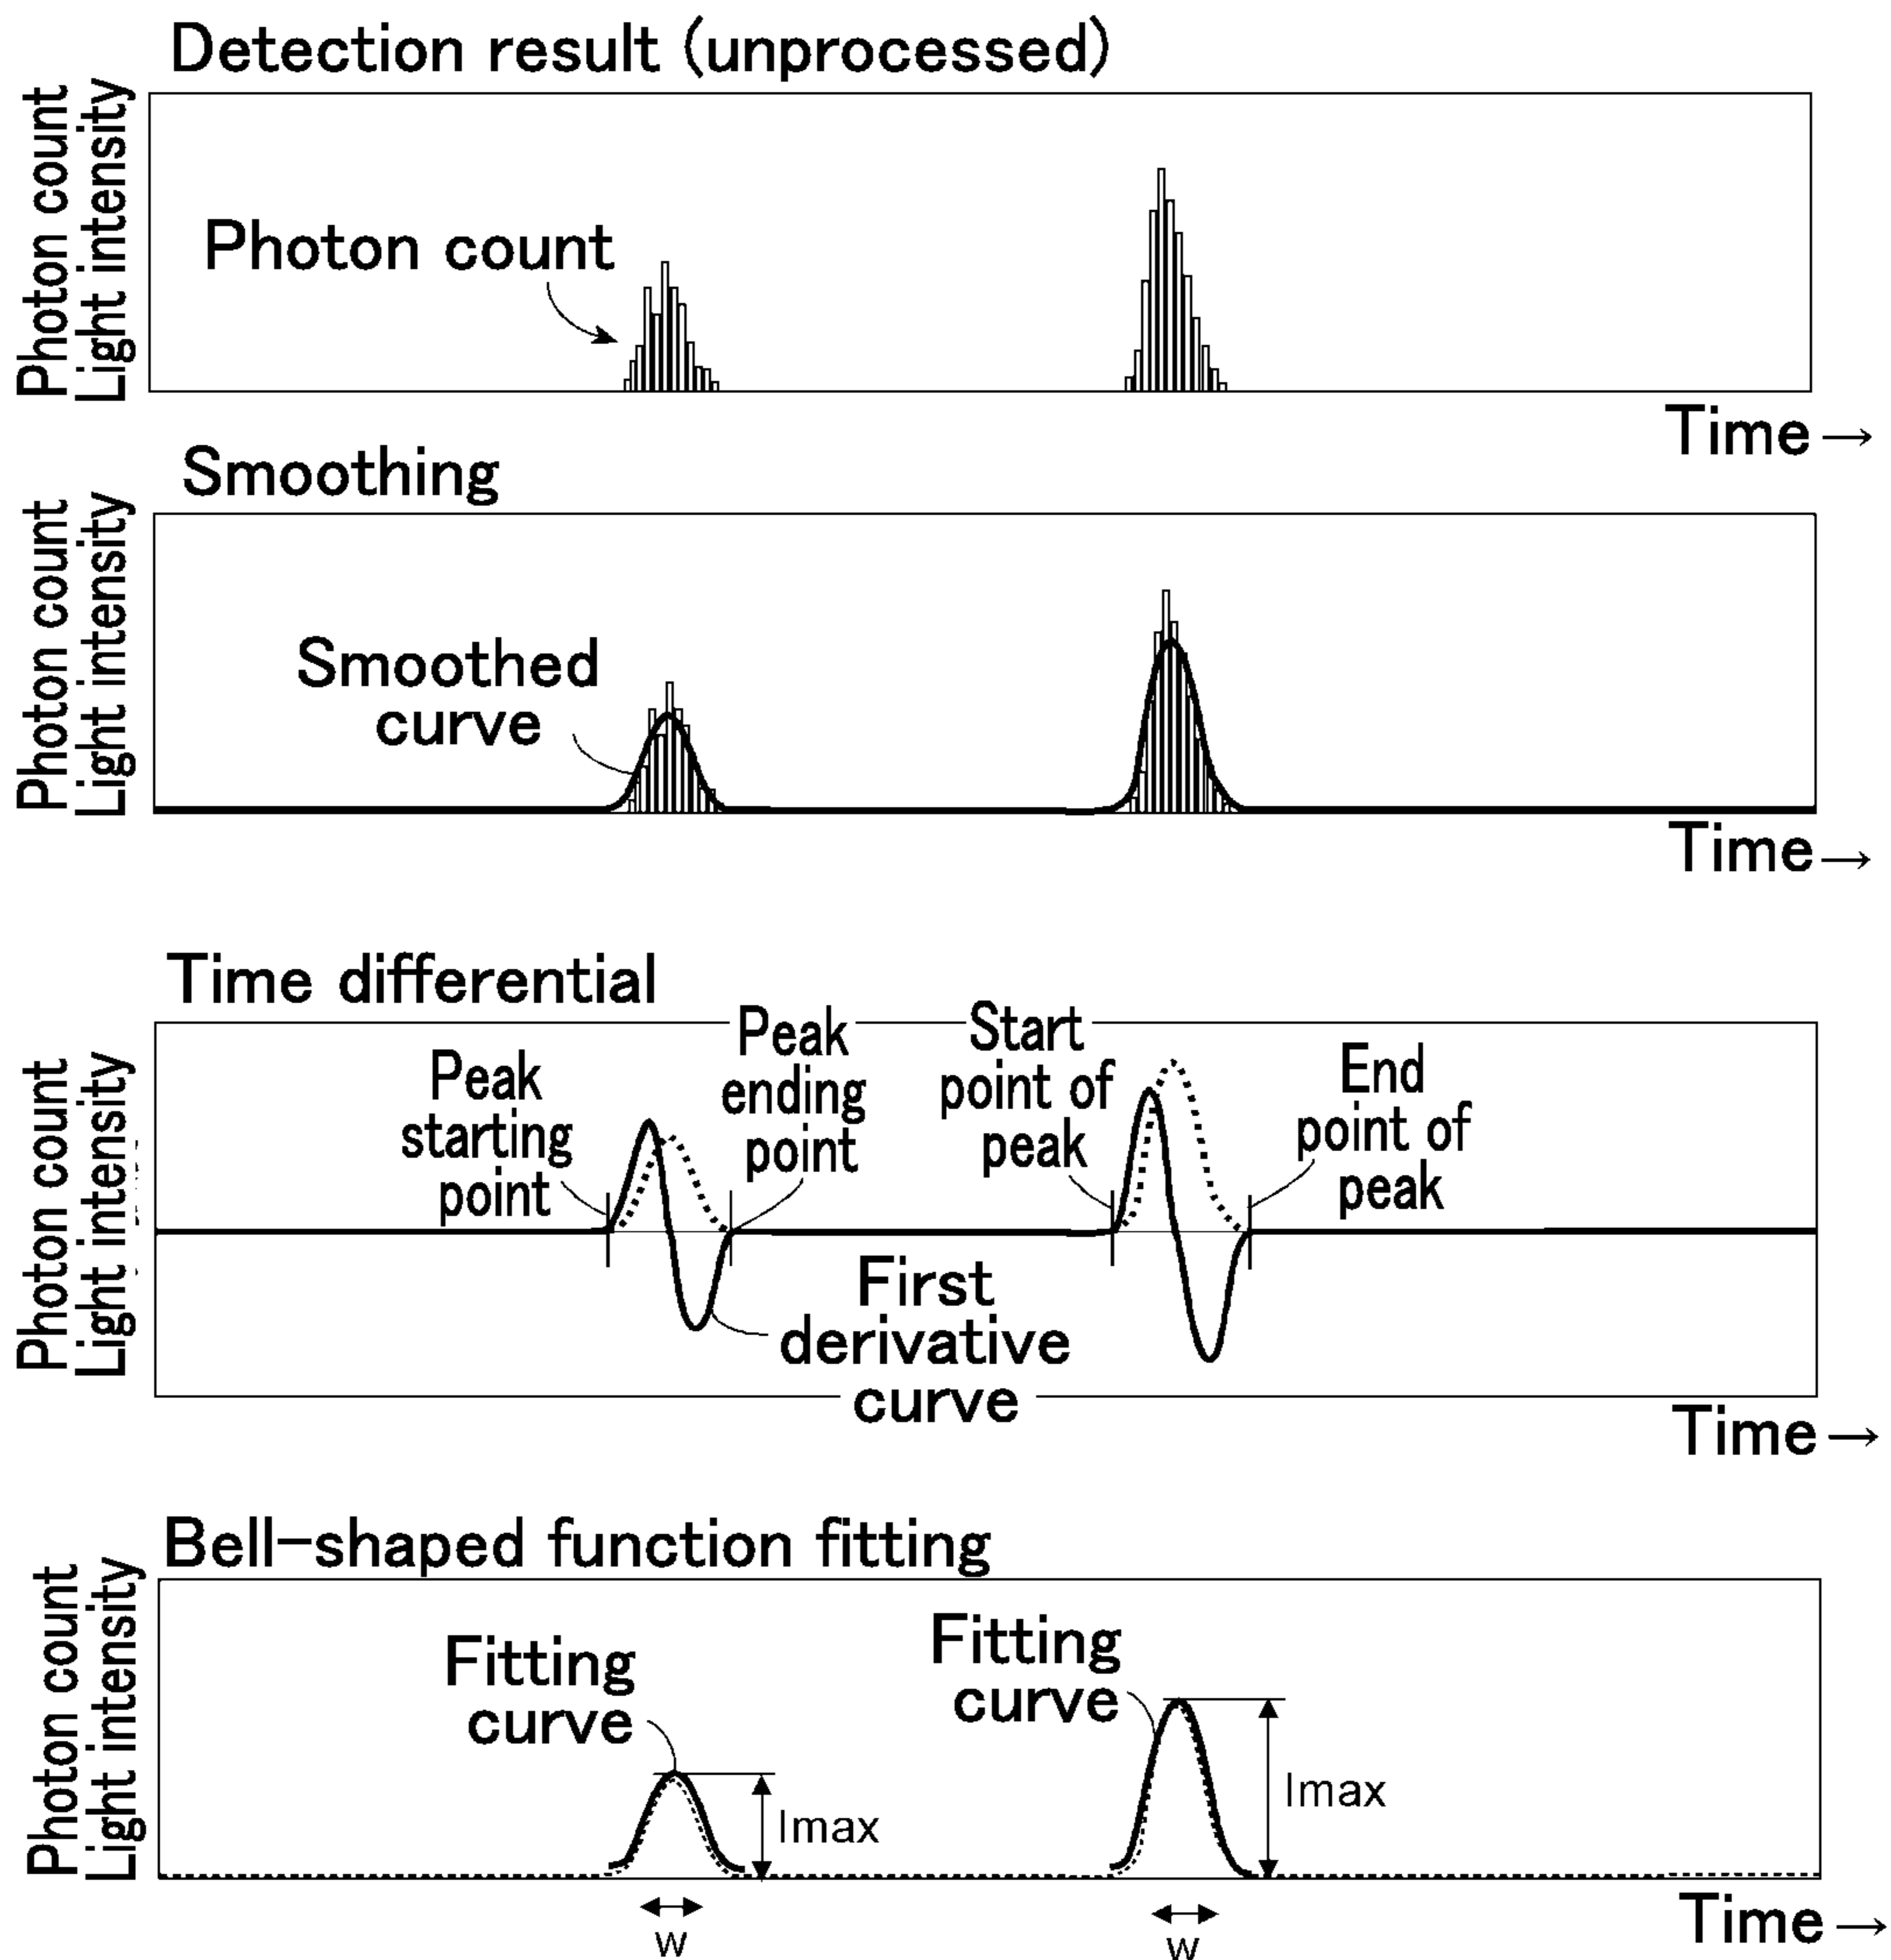 Detection result (unprocessed)
Photon count
Light intensity
Photon count
Time→
Smoothing
Photon count
Light intensity
Smoothed
curve
Time→
Time differential
Photon count
Light intensity
Peak
starting
point
Peak
ending
point
Start
point of
peak
End
point of
peak
First
derivative
curve
Time→
Bell-shaped function fitting
Photon count
Light intensity
Fitting
curve
Imax
Fitting
curve
Imax
w
w
Time→